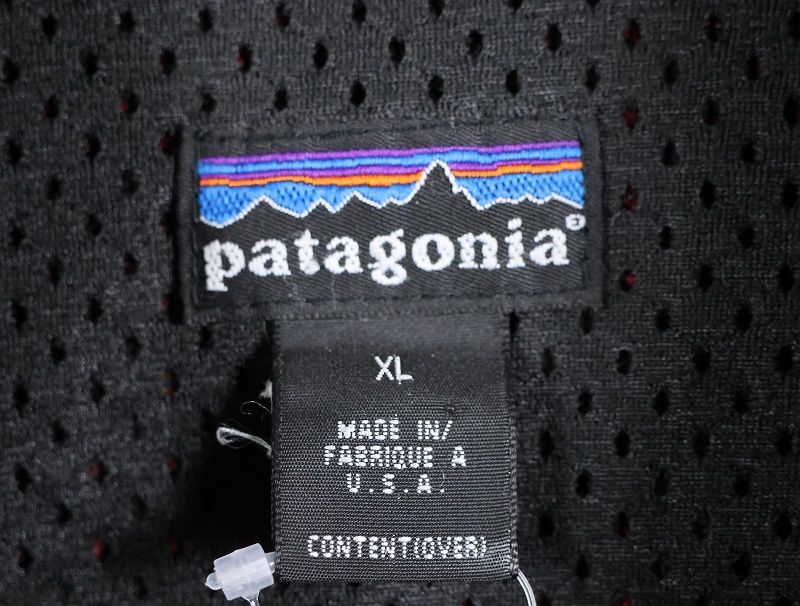 patagonia®
XL
MADE IN/
FABRIQUE A
U.S.A.
CONTENT(OVER)